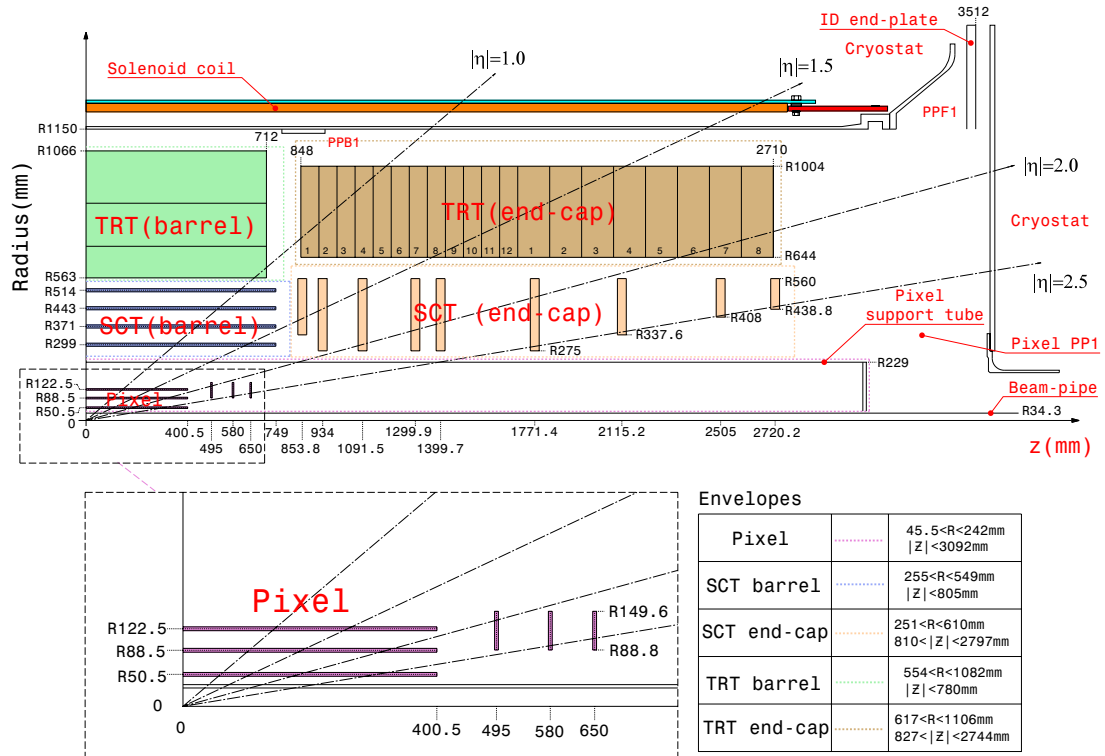 3512
ID end-plate
Cryostat
|η|=1.0
|η|=1.5
Solenoid coil
PPF1
R1150
712
PPB1
R1066
848
2710
R1004
|η|=2.0
TRT(barrel)
TRT(end-cap)
Cryostat
1 2 3 4 5 6 7 8 9 10 11 12 1 2 3 4 5 6 7 8
R644
Radius(mm)
R563
R560
|η|=2.5
R514
R443
R438.8
R408
Pixel
support tube
SCT(barrel)
SCT (end-cap)
R371
R337.6
R299
R275
Pixel PP1
R229
R122.5
R88.5
R50.5
Pixel
Beam-pipe
R34.3
0
0
400.5
495
580
650
749
853.8
934
1091.5
1299.9
1399.7
1771.4
2115.2
2505
2720.2
z(mm)
Pixel
R122.5
R88.5
R50.5
0
R149.6
R88.8
0
400.5
495
580
650
Envelopes
Pixel
45.5<R<242mm
|Z|<3092mm
SCT barrel
255<R<549mm
|Z|<805mm
SCT end-cap
251<R<610mm
810<|Z|<2797mm
TRT barrel
554<R<1082mm
|Z|<780mm
TRT end-cap
617<R<1106mm
827<|Z|<2744mm